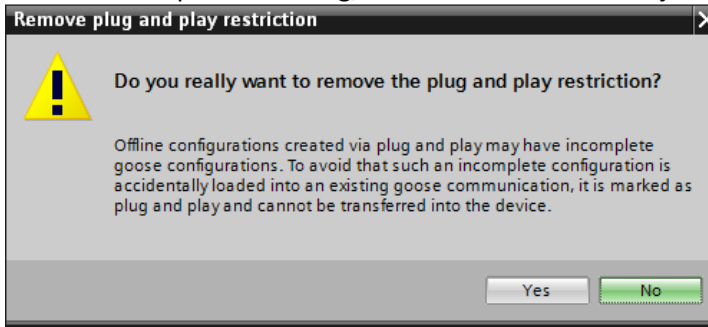 Remove plug and play restriction
Do you really want to remove the plug and play restriction?
Offline configurations created via plug and play may have incomplete
goose configurations. To avoid that such an incomplete configuration is
accidentally loaded into an existing goose communication, it is marked as
plug and play and cannot be transferred into the device.
Yes
No